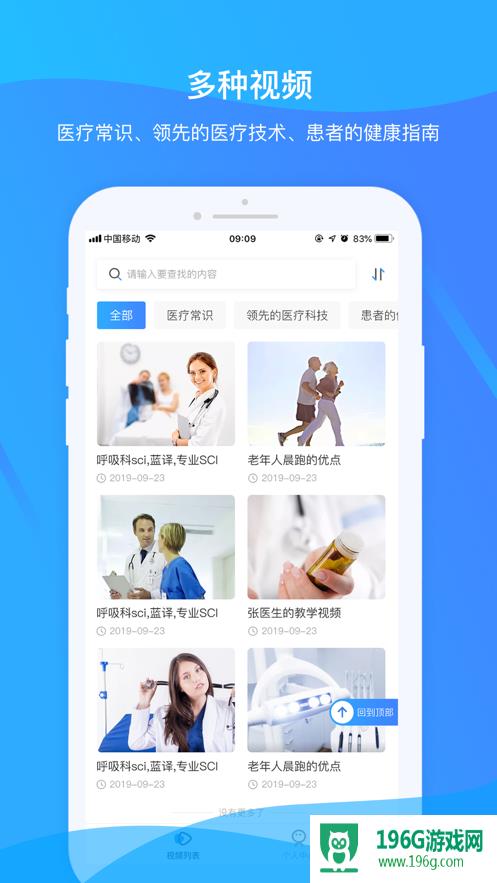 多种视频
医疗常识、领先的医疗技术、患者的健康指南
中国移动 09:09 83%
请输入要查找的内容
全部 医疗常识 领先的医疗科技 患者的
呼吸科sci,蓝译,专业SCI 老年人晨跑的优点
2019-09-23 2019-09-23
呼吸科sci,蓝译,专业SCI 张医生的教学视频
2019-09-23 2019-09-23
回到顶部
呼吸科sci,蓝译,专业SCI 老年人晨跑的优点
2019-09-23 2019-09-23
没有更多了
视频列表 个人中
196G游戏网
www.196g.com